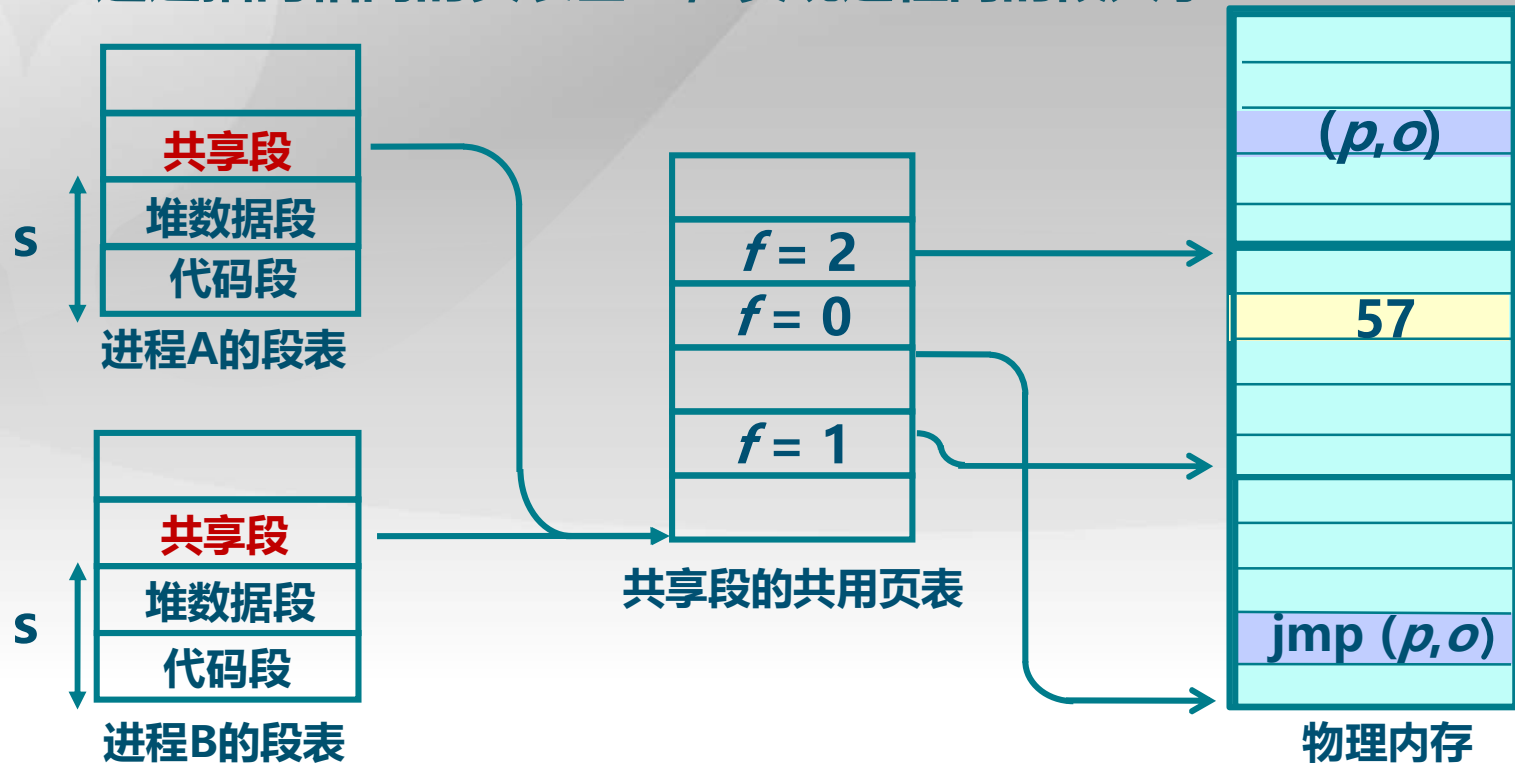 共享段
堆数据段
代码段
S
进程A的段表
共享段
堆数据段
代码段
S
进程B的段表
f = 2
f = 0
f = 1
共享段的共用页表
(p,o)
57
jmp (p,o)
物理内存